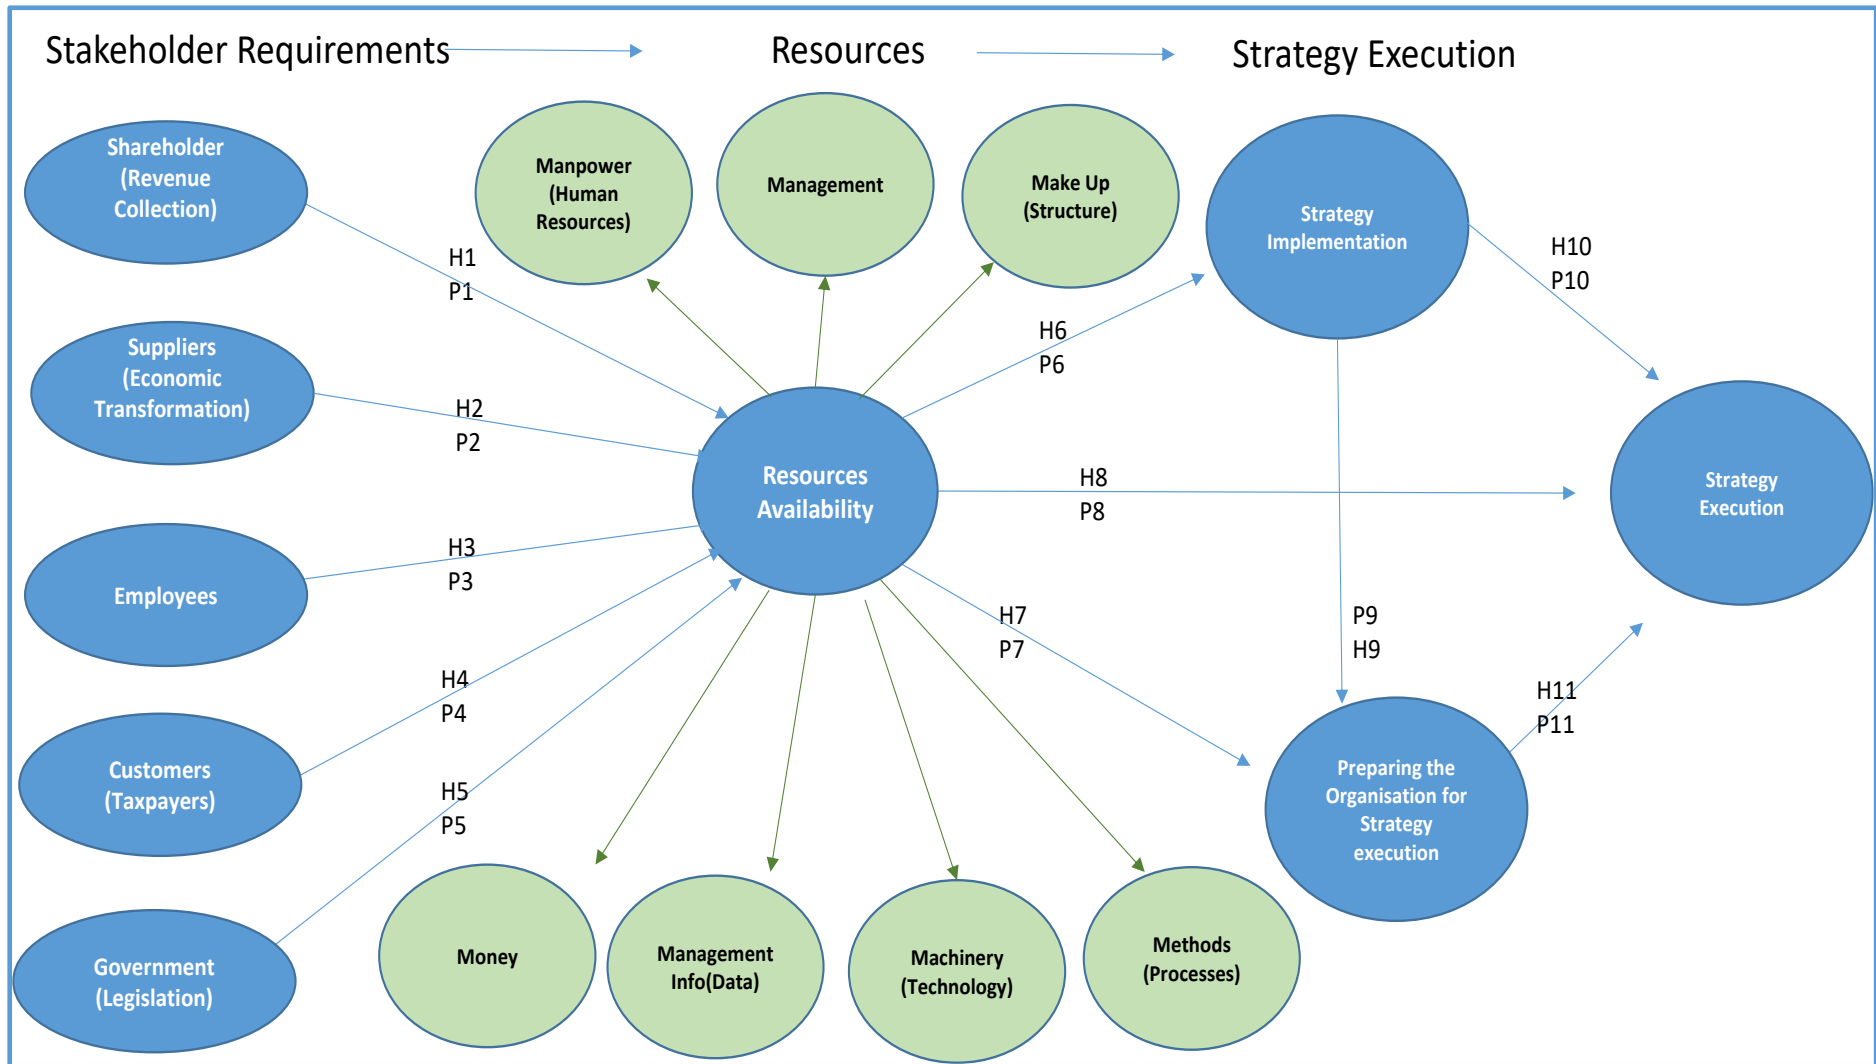 Stakeholder Requirements
Resources
Strategy Execution
Shareholder
(Revenue
Collection)
Manpower
(Human
Resources)
Management
Make Up
(Structure)
Strategy
Implementation
H1
P1
H10
P10
Suppliers
(Economic
Transformation)
H2
P2
H6
P6
Resources
Availability
H8
P8
Strategy
Execution
Employees
H3
P3
H7
P7
P9
H9
H4
P4
H11
P11
Customers
(Taxpayers)
H5
P5
Preparing the
Organisation for
Strategy
execution
Government
(Legislation)
Money
Management
Info(Data)
Machinery
(Technology)
Methods
(Processes)